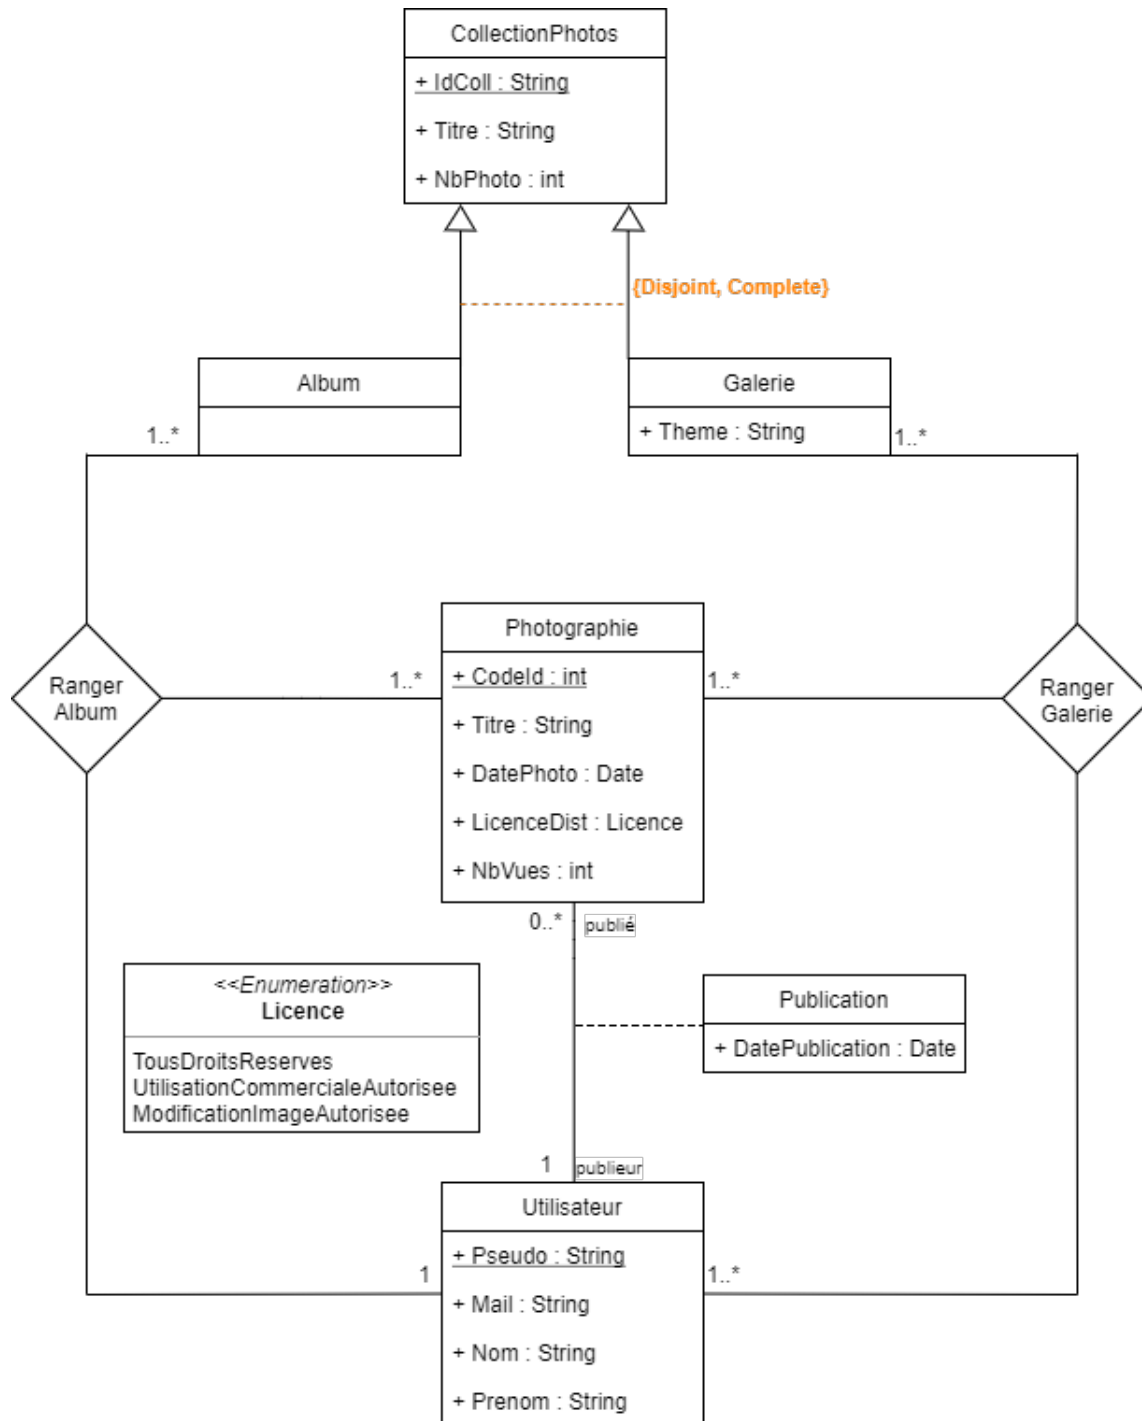 CollectionPhotos
+ IdColl : String
+ Titre : String
+ NbPhoto : int
{Disjoint, Complete}
Album
Galerie
+ Theme : String
1..*
1..*
Photographie
+ CodeId : int
+ Titre : String
+ DatePhoto : Date
+ LicenceDist : Licence
+ NbVues : int
Ranger
Album
1..*
1..*
Ranger
Galerie
0..*
publié
<<Enumeration>>
Licence
TousDroitsReserves
UtilisationCommercialeAutorisee
ModificationImageAutorisee
Publication
+ DatePublication : Date
1
publieur
Utilisateur
+ Pseudo : String
+ Mail : String
+ Nom : String
+ Prenom : String
1
1..*